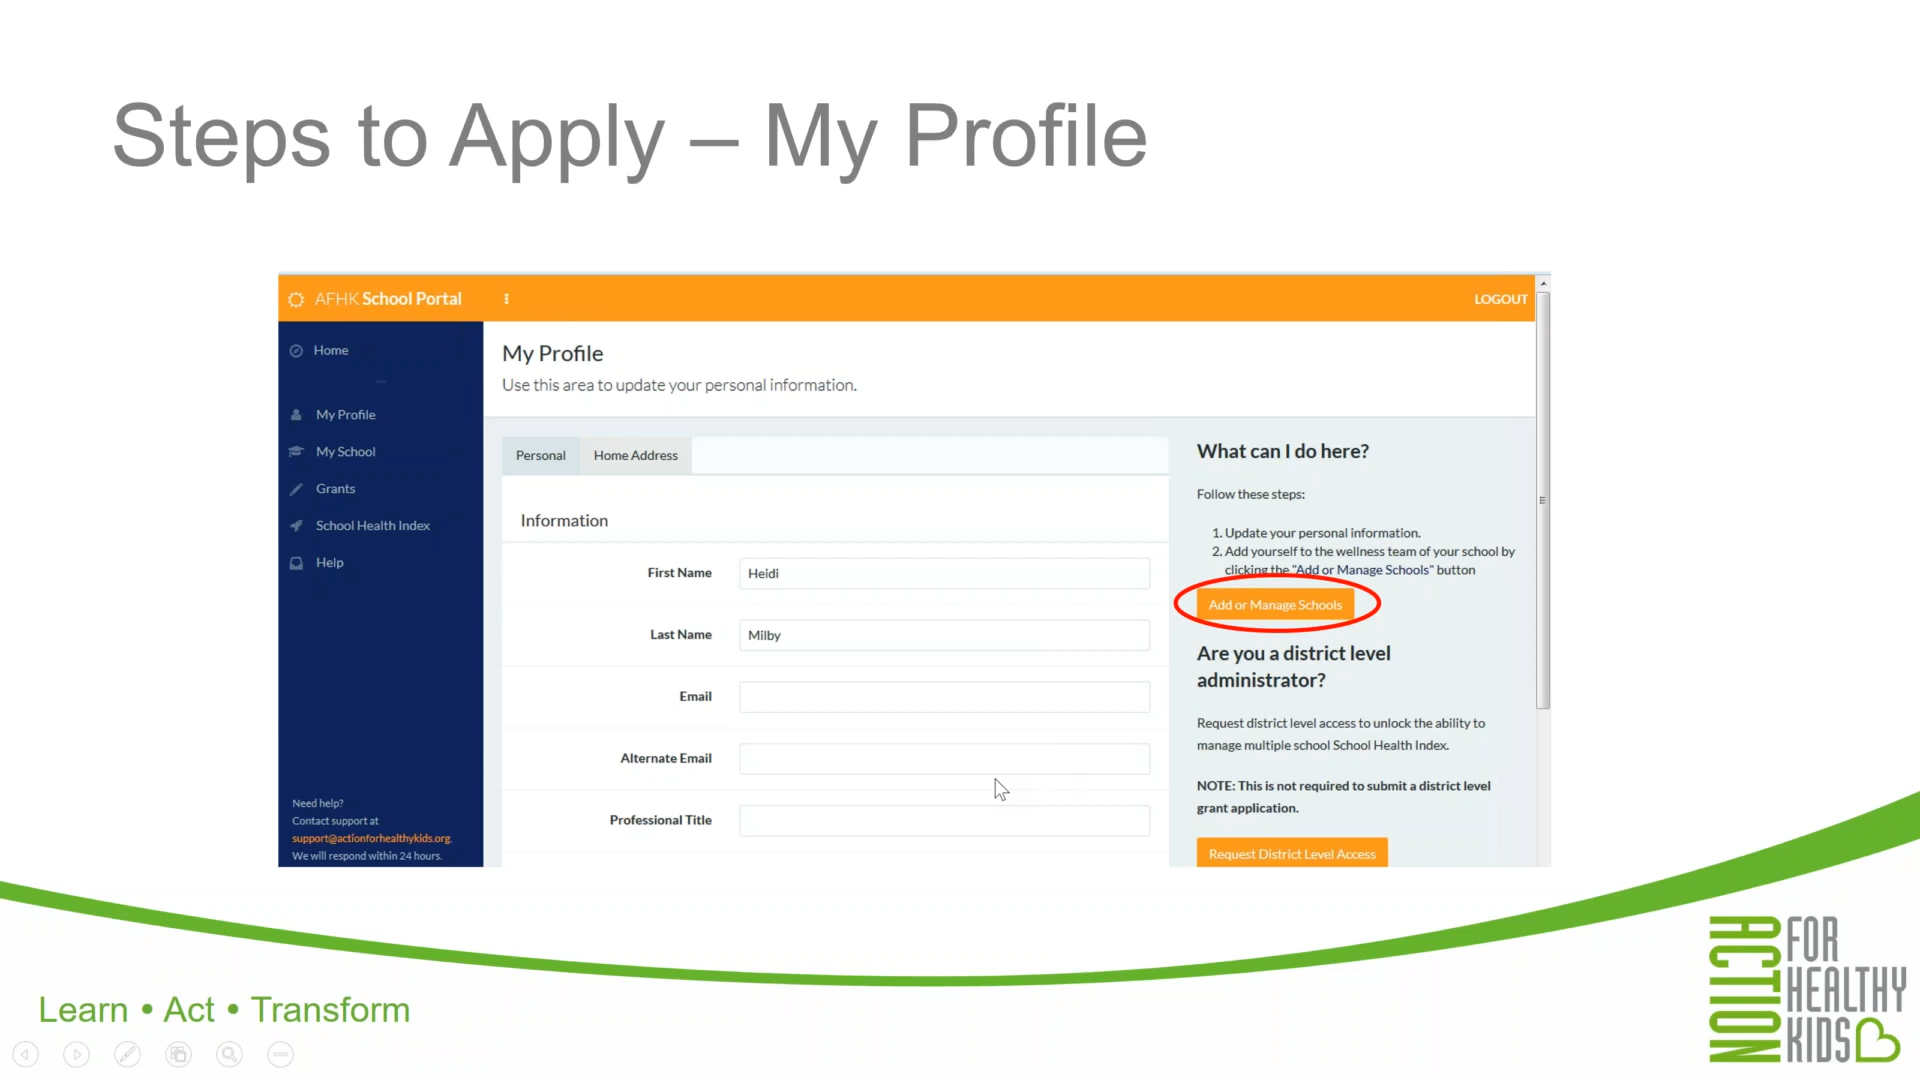 Steps to Apply – My Profile
AFHK School Portal
LOGOUT
Home
My Profile
My School
Grants
School Health Index
Help
Need help?
Contact support at
support@actionforhealthykids.org.
We will respond within 24 hours.
My Profile
Use this area to update your personal information.
Personal
Home Address
Information
First Name
Heidi
Last Name
Milby
Email
Alternate Email
Professional Title
What can I do here?
Follow these steps:
1. Update your personal information.
2. Add yourself to the wellness team of your school by
clicking the "Add or Manage Schools" button
Add or Manage Schools
Are you a district level
administrator?
Request district level access to unlock the ability to
manage multiple school School Health Index.
NOTE: This is not required to submit a district level
grant application.
Request District Level Access
Learn • Act • Transform
ACTION
FOR
HEALTHY
KIDS